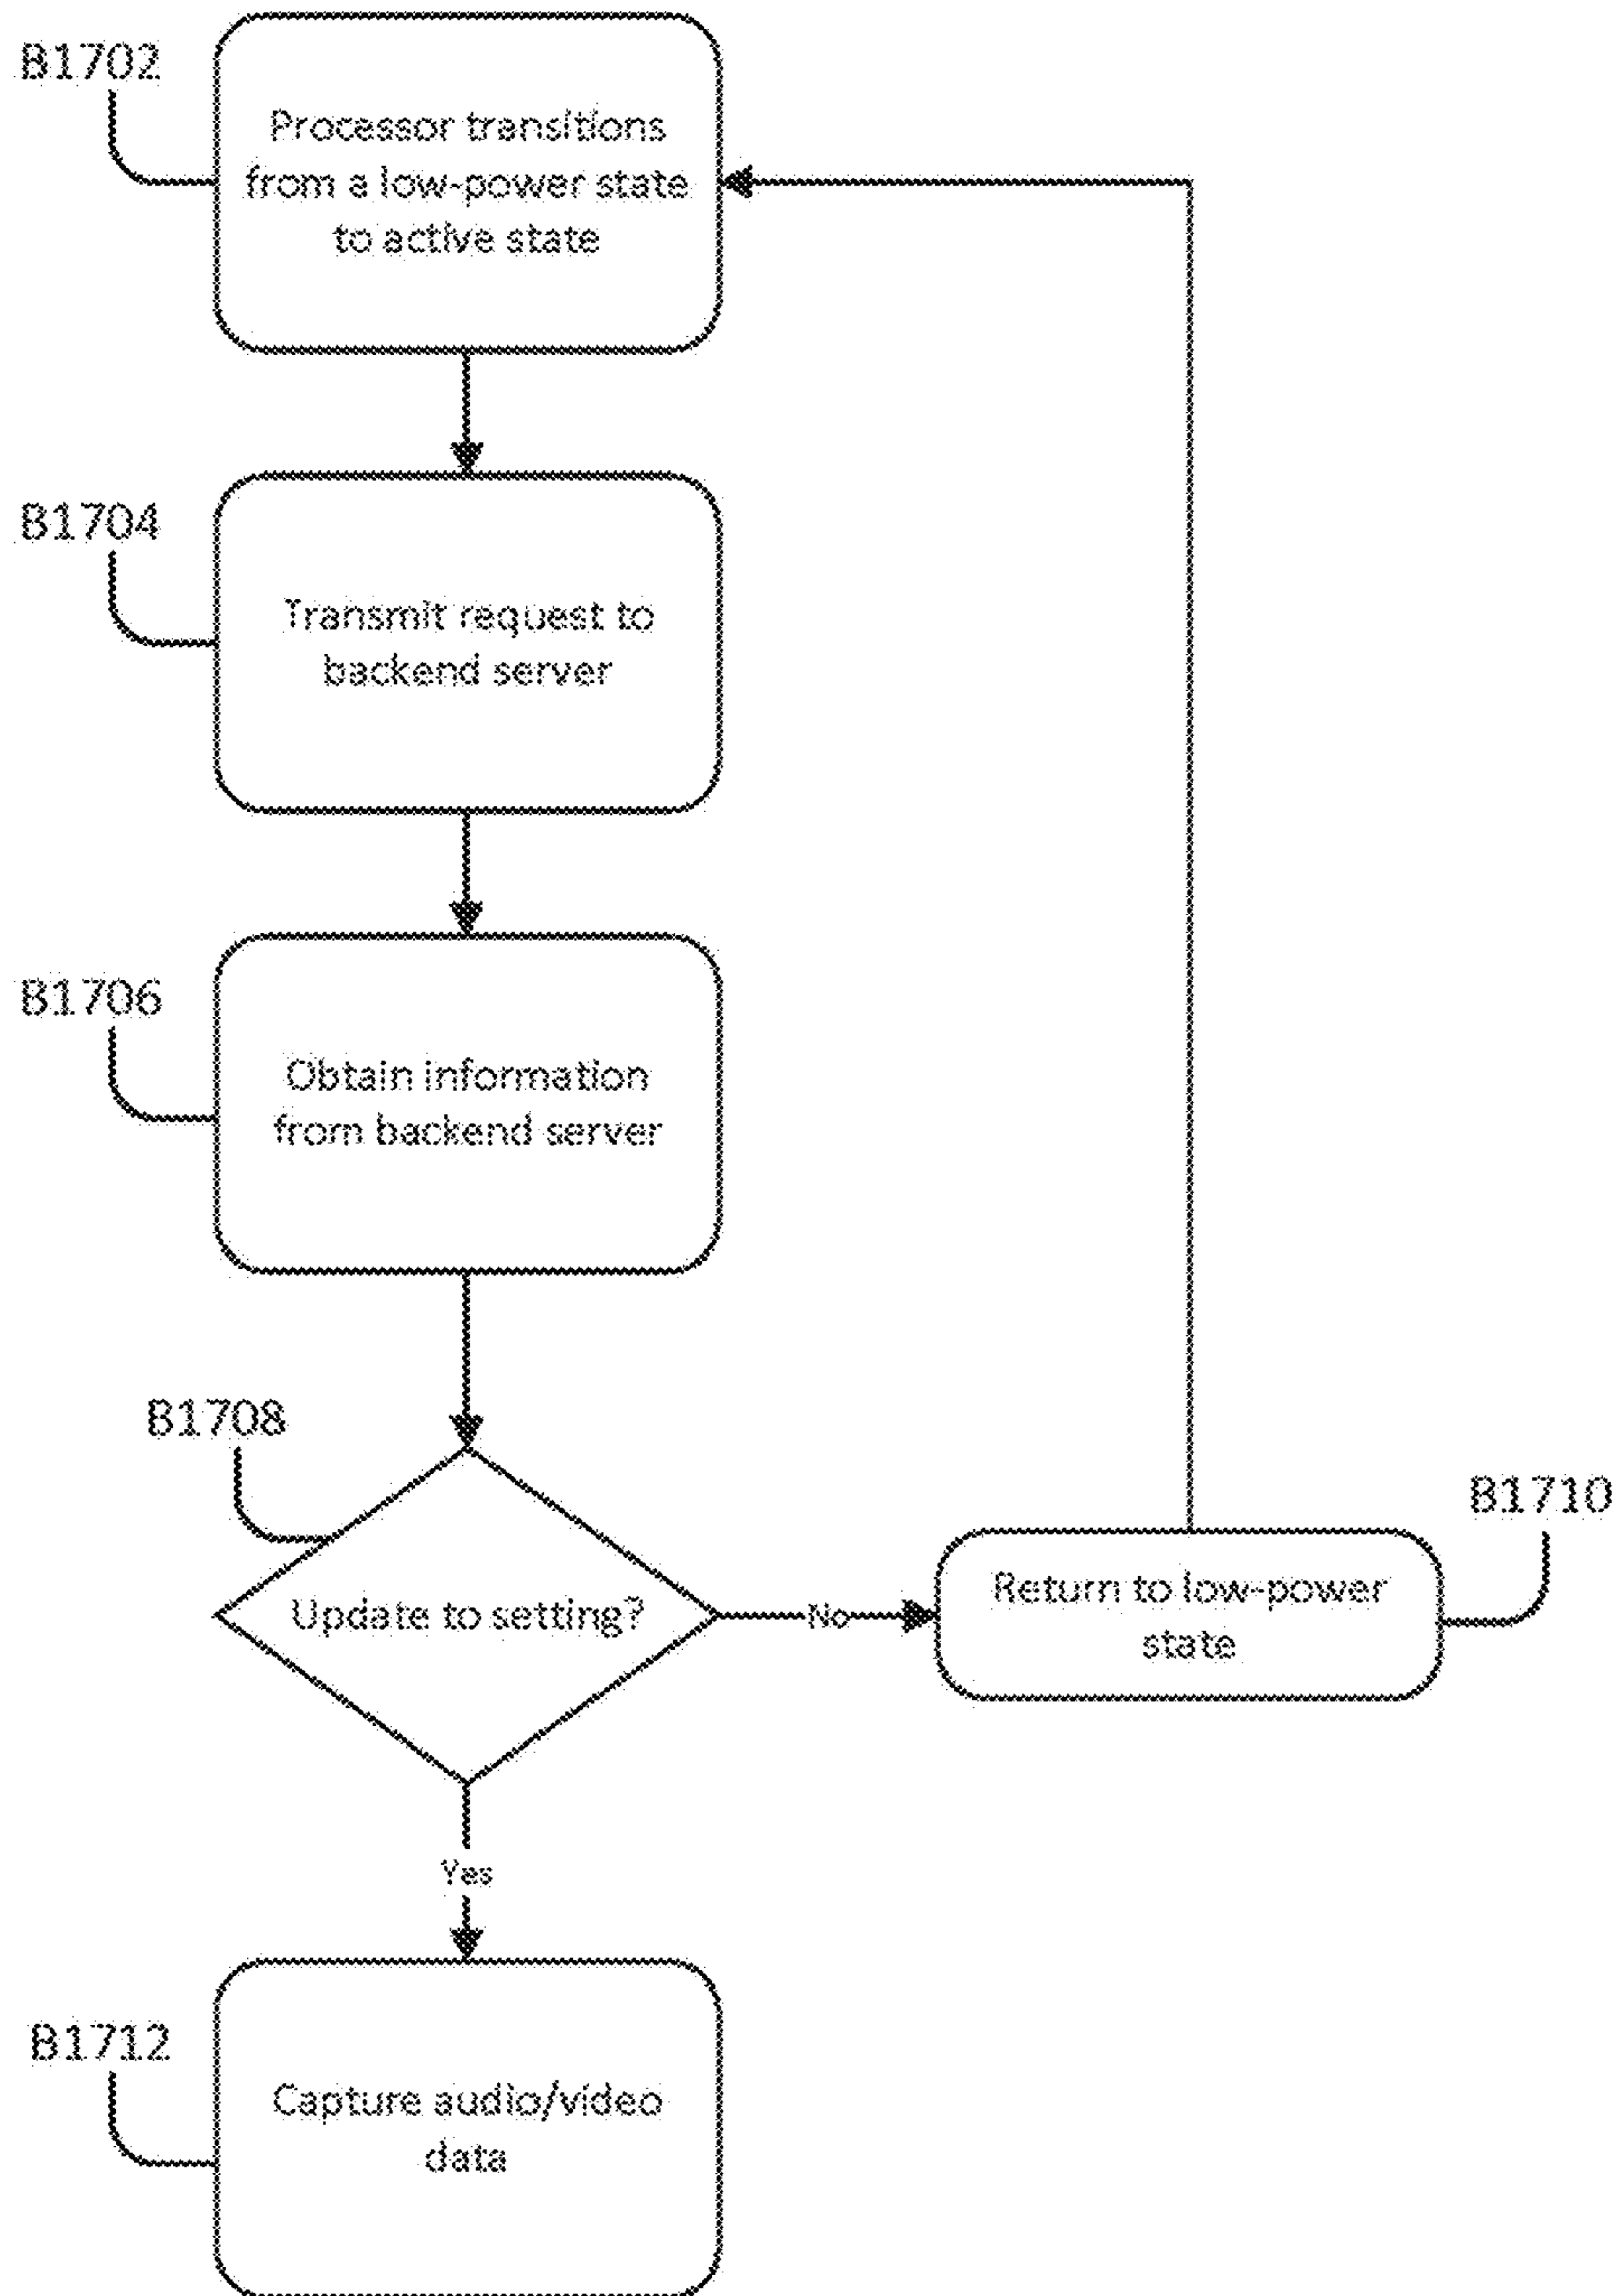 B1702
Processor transitions
from a low-power state
to active state
B1704
Transmit request to
backend server
B1706
Obtain information
from backend server
B1708
Update to setting?
No
B1710
Return to low-power
state
Yes
B1712
Capture audio/video
data